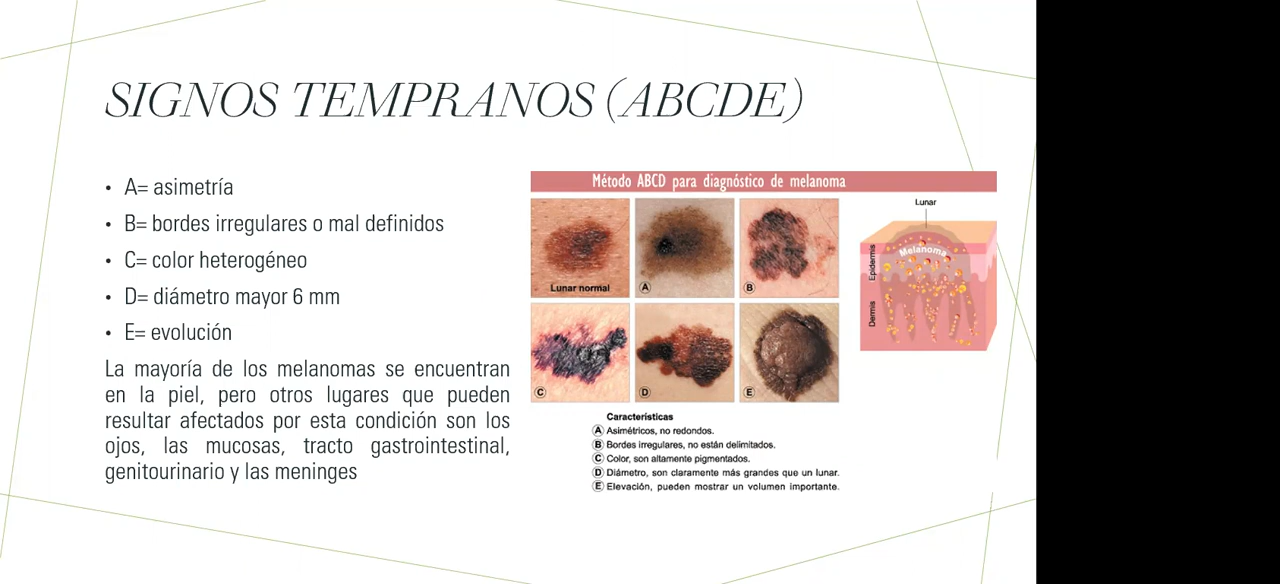 SIGNOS TEMPRANOS (ABCDE)
• A= asimetría
• B= bordes irregulares o mal definidos
• C= color heterogéneo
• D= diámetro mayor 6 mm
• E= evolución
La mayoría de los melanomas se encuentran
en la piel, pero otros lugares que pueden
resultar afectados por esta condición son los
ojos, las mucosas, tracto gastrointestinal,
genitourinario y las meninges
Método ABCD para diagnóstico de melanoma
Lunar normal
A
B
C
D
E
Lunar
Melanoma
Epidermis
Dermis
Características
A Asimétricos, no redondos.
B Bordes irregulares, no están delimitados.
C Color, son altamente pigmentados.
D Diámetro, son claramente más grandes que un lunar.
E Elevación, pueden mostrar un volumen importante.